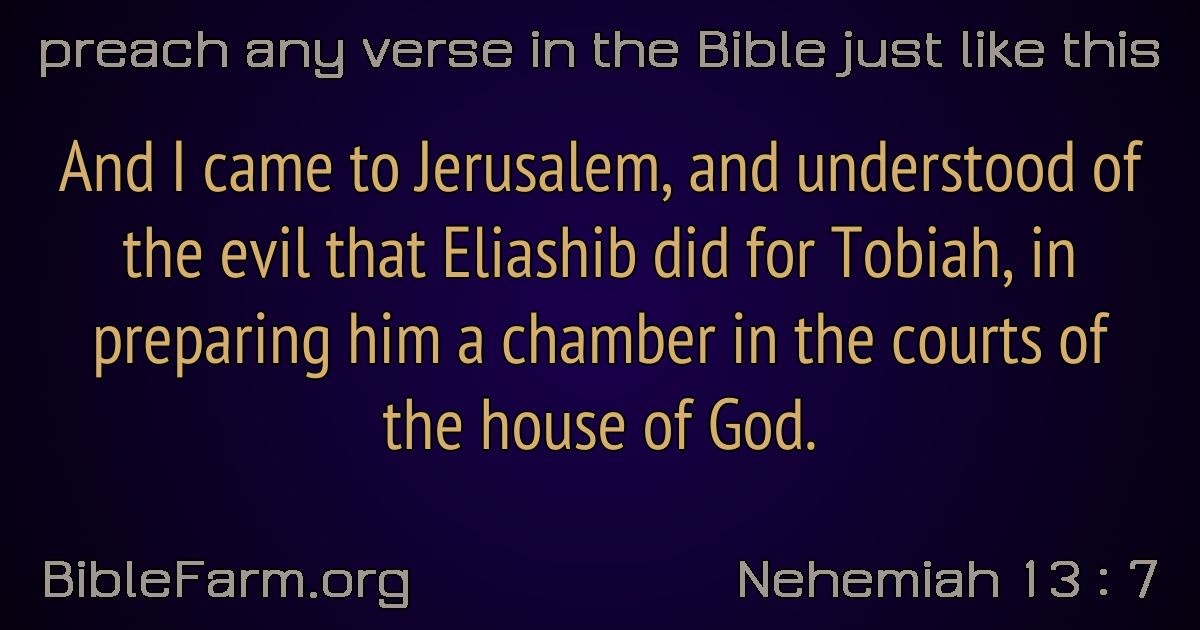 preach any verse in the Bible just like this
And I came to Jerusalem, and understood of
the evil that Eliashib did for Tobiah, in
preparing him a chamber in the courts of
the house of God.
BibleFarm.org
Nehemiah 13 : 7